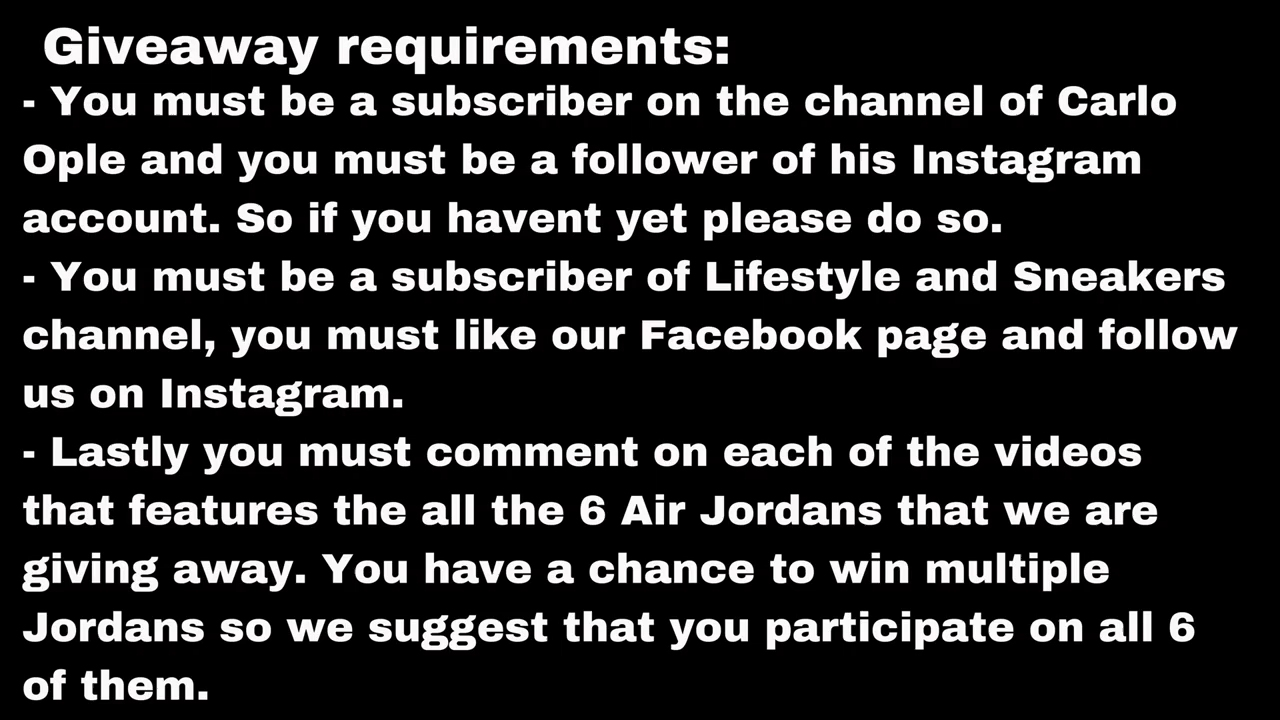 Giveaway requirements:
- You must be a subscriber on the channel of Carlo
Ople and you must be a follower of his Instagram
account. So if you havent yet please do so.
- You must be a subscriber of Lifestyle and Sneakers
channel, you must like our Facebook page and follow
us on Instagram.
- Lastly you must comment on each of the videos
that features the all the 6 Air Jordans that we are
giving away. You have a chance to win multiple
Jordans so we suggest that you participate on all 6
of them.